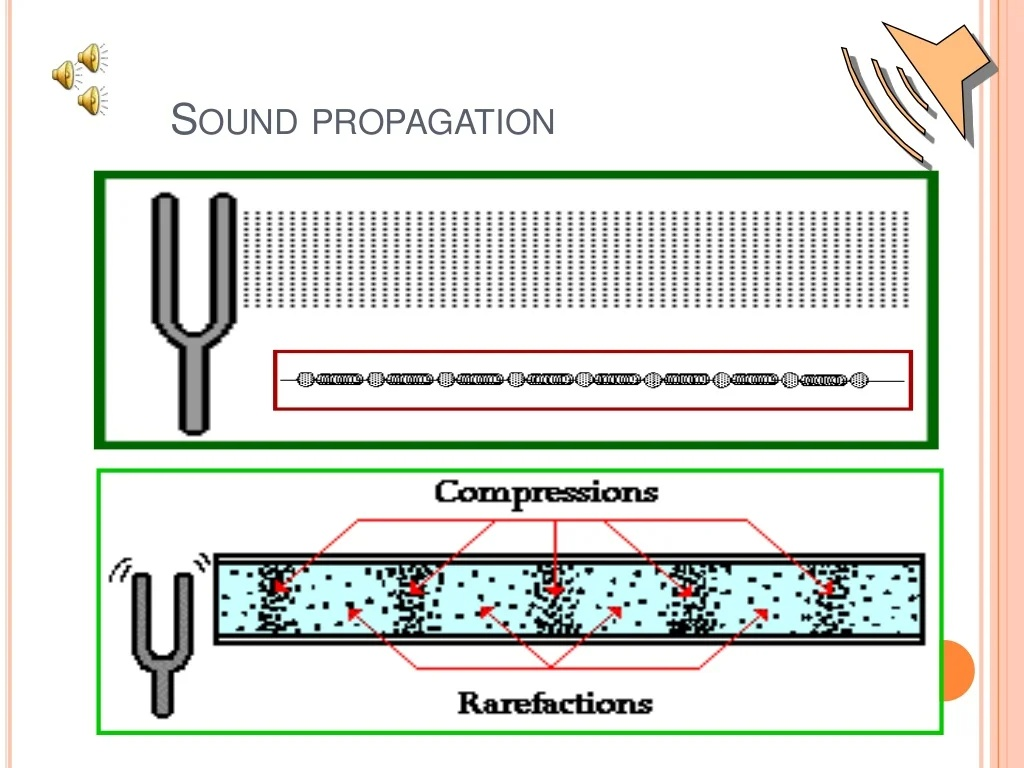 SOUND PROPAGATION
Compressions
Rarefactions